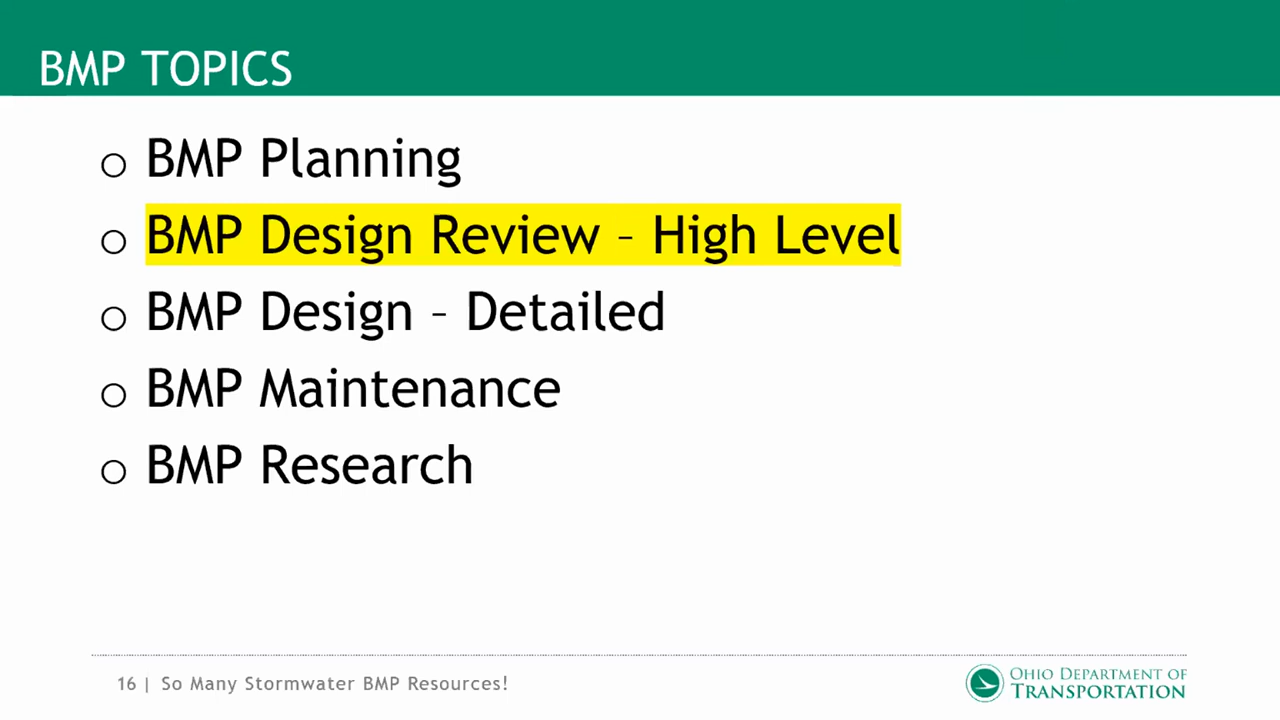 BMP TOPICS
o BMP Planning
o BMP Design Review – High Level
o BMP Design – Detailed
o BMP Maintenance
o BMP Research
16 | So Many Stormwater BMP Resources!
OHIO DEPARTMENT OF
TRANSPORTATION